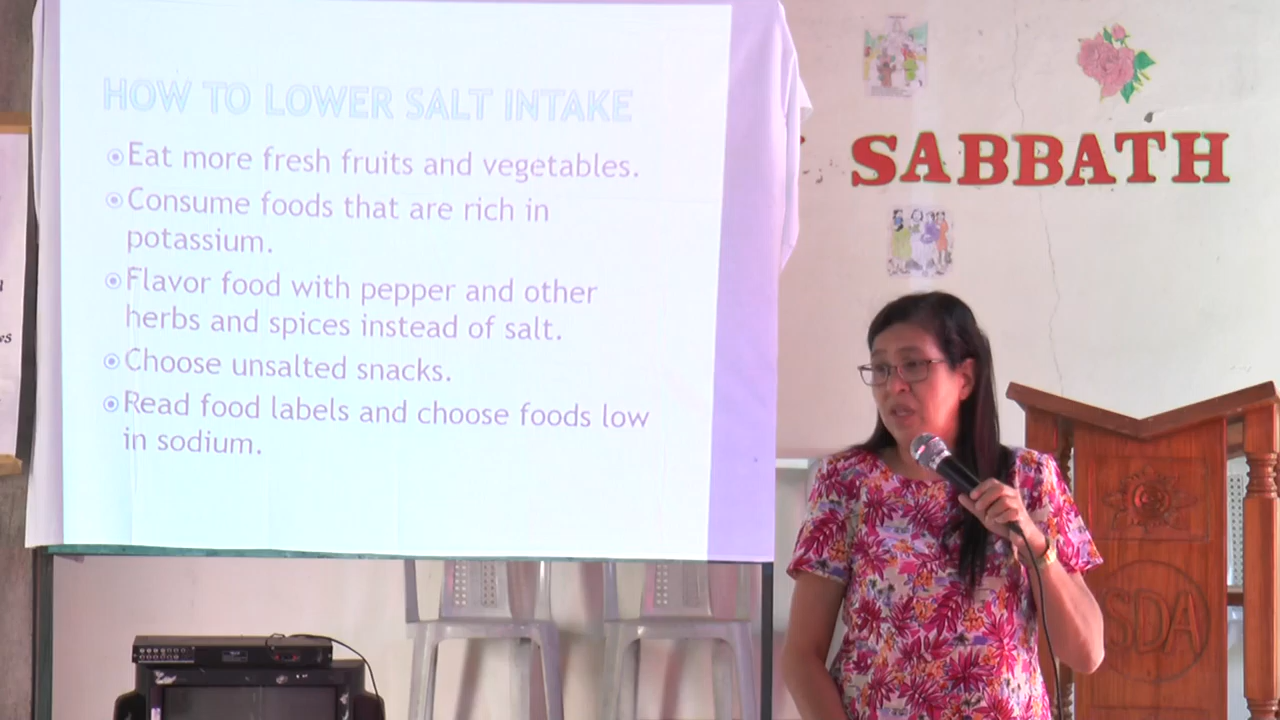 HOW TO LOWER SALT INTAKE
Eat more fresh fruits and vegetables.
Consume foods that are rich in
potassium.
Flavor food with pepper and other
herbs and spices instead of salt.
Choose unsalted snacks.
Read food labels and choose foods low
in sodium.
SABBATH
SDA